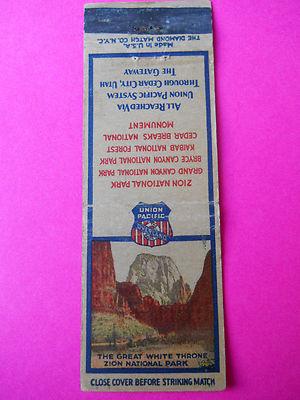 THE DIAMOND MATCH CO. N.Y.C.
Made in U.S.A.
ZION NATIONAL PARK
GRAND CANYON NATIONAL PARK
BRYCE CANYON NATIONAL PARK
KAIBAB NATIONAL FOREST
CEDAR BREAKS NATIONAL
MONUMENT
ALL REACHED VIA
UNION PACIFIC SYSTEM
THROUGH CEDAR CITY, UTAH
THE GATEWAY
UNION
PACIFIC
OVERLAND
THE GREAT WHITE THRONE
ZION NATIONAL PARK
CLOSE COVER BEFORE STRIKING MATCH